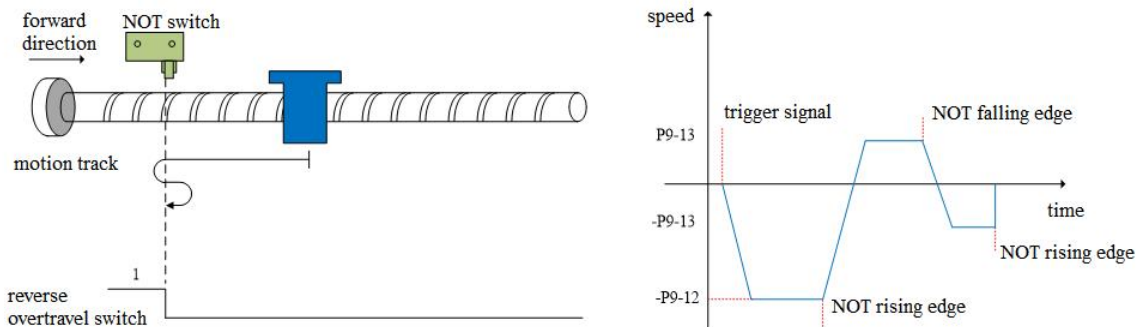 forward
direction
NOT switch
motion track
1
reverse
overtravel switch
speed
trigger signal
NOT falling edge
P9-13
time
-P9-13
NOT rising edge
-P9-12
NOT rising edge